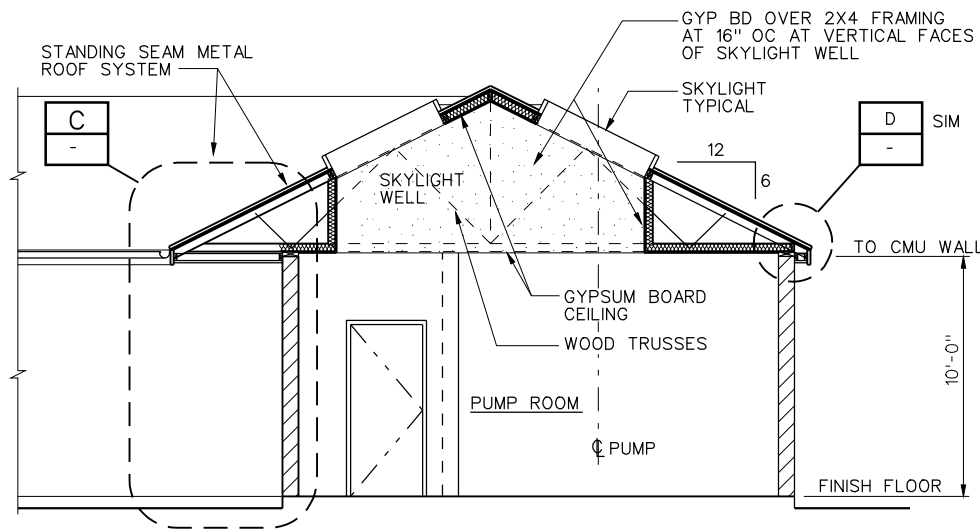 GYP BD OVER 2X4 FRAMING
AT 16" OC AT VERTICAL FACES
OF SKYLIGHT WELL
STANDING SEAM METAL
ROOF SYSTEM
SKYLIGHT
TYPICAL
C
-
D
-
SIM
12
6
SKYLIGHT
WELL
TO CMU WALL
GYPSUM BOARD
CEILING
WOOD TRUSSES
10'-0"
PUMP ROOM
℄ PUMP
FINISH FLOOR